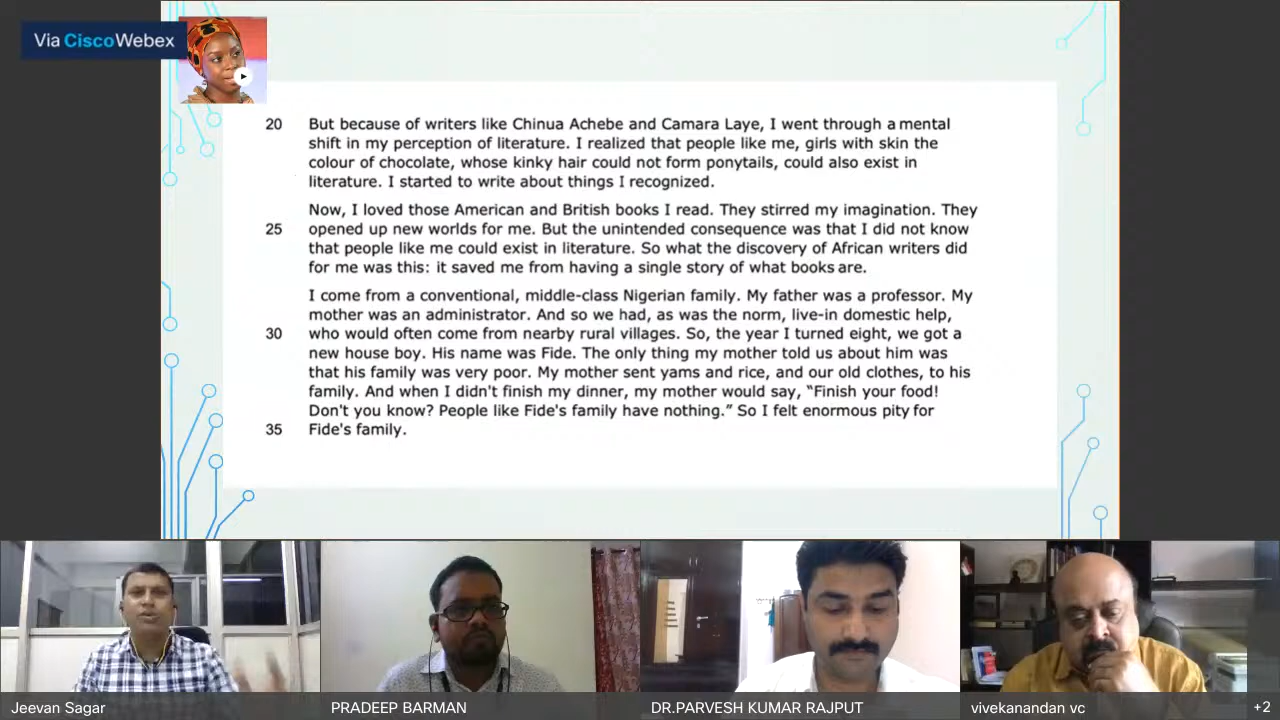 Via CiscoWebex
20 But because of writers like Chinua Achebe and Camara Laye, I went through a mental
shift in my perception of literature. I realized that people like me, girls with skin the
colour of chocolate, whose kinky hair could not form ponytails, could also exist in
literature. I started to write about things I recognized.
Now, I loved those American and British books I read. They stirred my imagination. They
25 opened up new worlds for me. But the unintended consequence was that I did not know
that people like me could exist in literature. So what the discovery of African writers did
for me was this: it saved me from having a single story of what books are.
I come from a conventional, middle-class Nigerian family. My father was a professor. My
mother was an administrator. And so we had, as was the norm, live-in domestic help,
30 who would often come from nearby rural villages. So, the year I turned eight, we got a
new house boy. His name was Fide. The only thing my mother told us about him was
that his family was very poor. My mother sent yams and rice, and our old clothes, to his
family. And when I didn't finish my dinner, my mother would say, “Finish your food!
Don't you know? People like Fide's family have nothing.” So I felt enormous pity for
35 Fide's family.
Jeevan Sagar
PRADEEP BARMAN
DR.PARVESH KUMAR RAJPUT
vivekanandan vc
+2